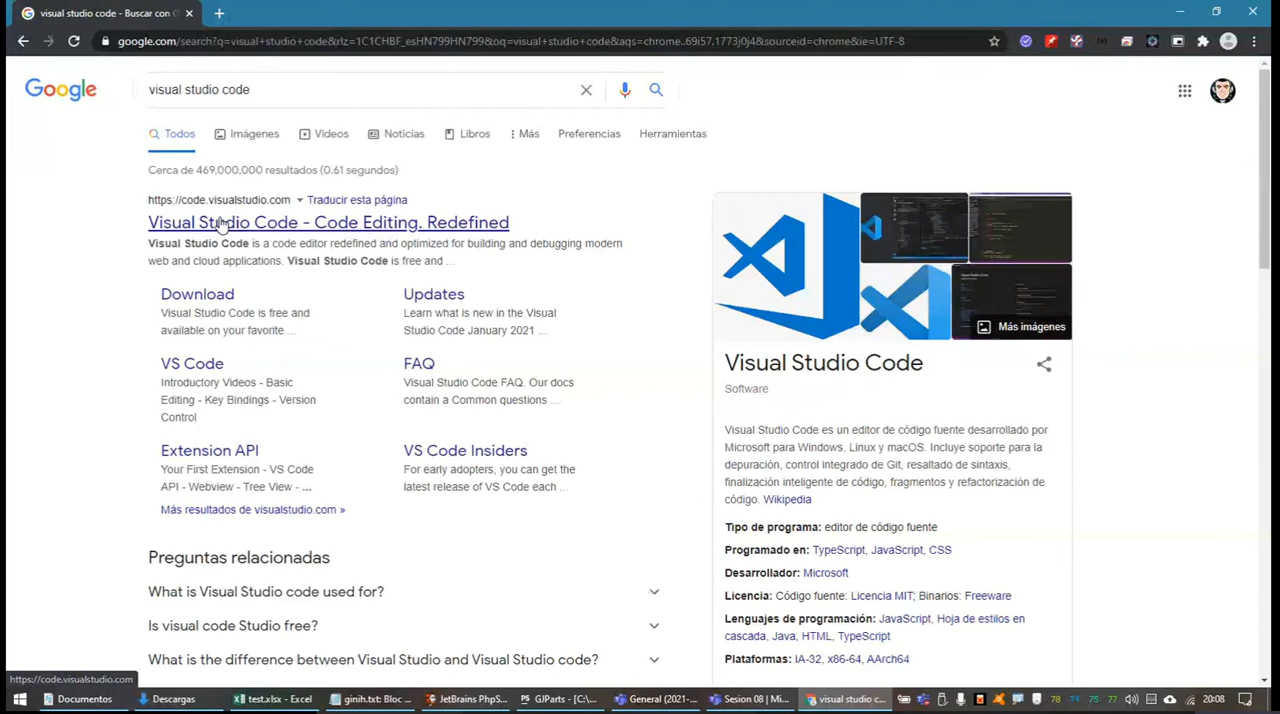 visual studio code - Buscar con G
google.com/search?q=visual+studio+code&rlz=1C1CHBF_esHN799HN799&oq=visual+studio+code&aqs=chrome..69i57.1773j0j4&sourceid=chrome&ie=UTF-8
Google
visual studio code
Todos
Imágenes
Videos
Noticias
Libros
Más
Preferencias
Herramientas
Cerca de 469,000,000 resultados (0.61 segundos)
https://code.visualstudio.com Traducir esta página
Visual Studio Code - Code Editing. Redefined
Visual Studio Code is a code editor redefined and optimized for building and debugging modern
web and cloud applications. Visual Studio Code is free and ...
Download
Visual Studio Code is free and
available on your favorite ...
Updates
Learn what is new in the Visual
Studio Code January 2021 ...
VS Code
Introductory Videos - Basic
Editing - Key Bindings - Version
Control
FAQ
Visual Studio Code FAQ. Our docs
contain a Common questions ...
Extension API
Your First Extension - VS Code
API - Webview - Tree View - ...
VS Code Insiders
For early adopters, you can get the
latest release of VS Code each ...
Más resultados de visualstudio.com »
Preguntas relacionadas
What is Visual Studio code used for?
Is visual code Studio free?
What is the difference between Visual Studio and Visual Studio code?
Más imágenes
Visual Studio Code
Software
Visual Studio Code es un editor de código fuente desarrollado por
Microsoft para Windows, Linux y macOS. Incluye soporte para la
depuración, control integrado de Git, resaltado de sintaxis,
finalización inteligente de código, fragmentos y refactorización de
código. Wikipedia
Tipo de programa: editor de código fuente
Programado en: TypeScript, JavaScript, CSS
Desarrollador: Microsoft
Licencia: Código fuente: Licencia MIT; Binarios: Freeware
Lenguajes de programación: JavaScript, Hoja de estilos en
cascada, Java, HTML, TypeScript
Plataformas: IA-32, x86-64, AArch64
https://code.visualstudio.com
Documentos
Descargas
test.xlsx - Excel
ginih.txt: Bloc ...
JetBrains PhpS...
GJParts - [C:\...
General (2021-...
Sesion 08 | Mi...
visual studio c...
78 74 75 77
20:08